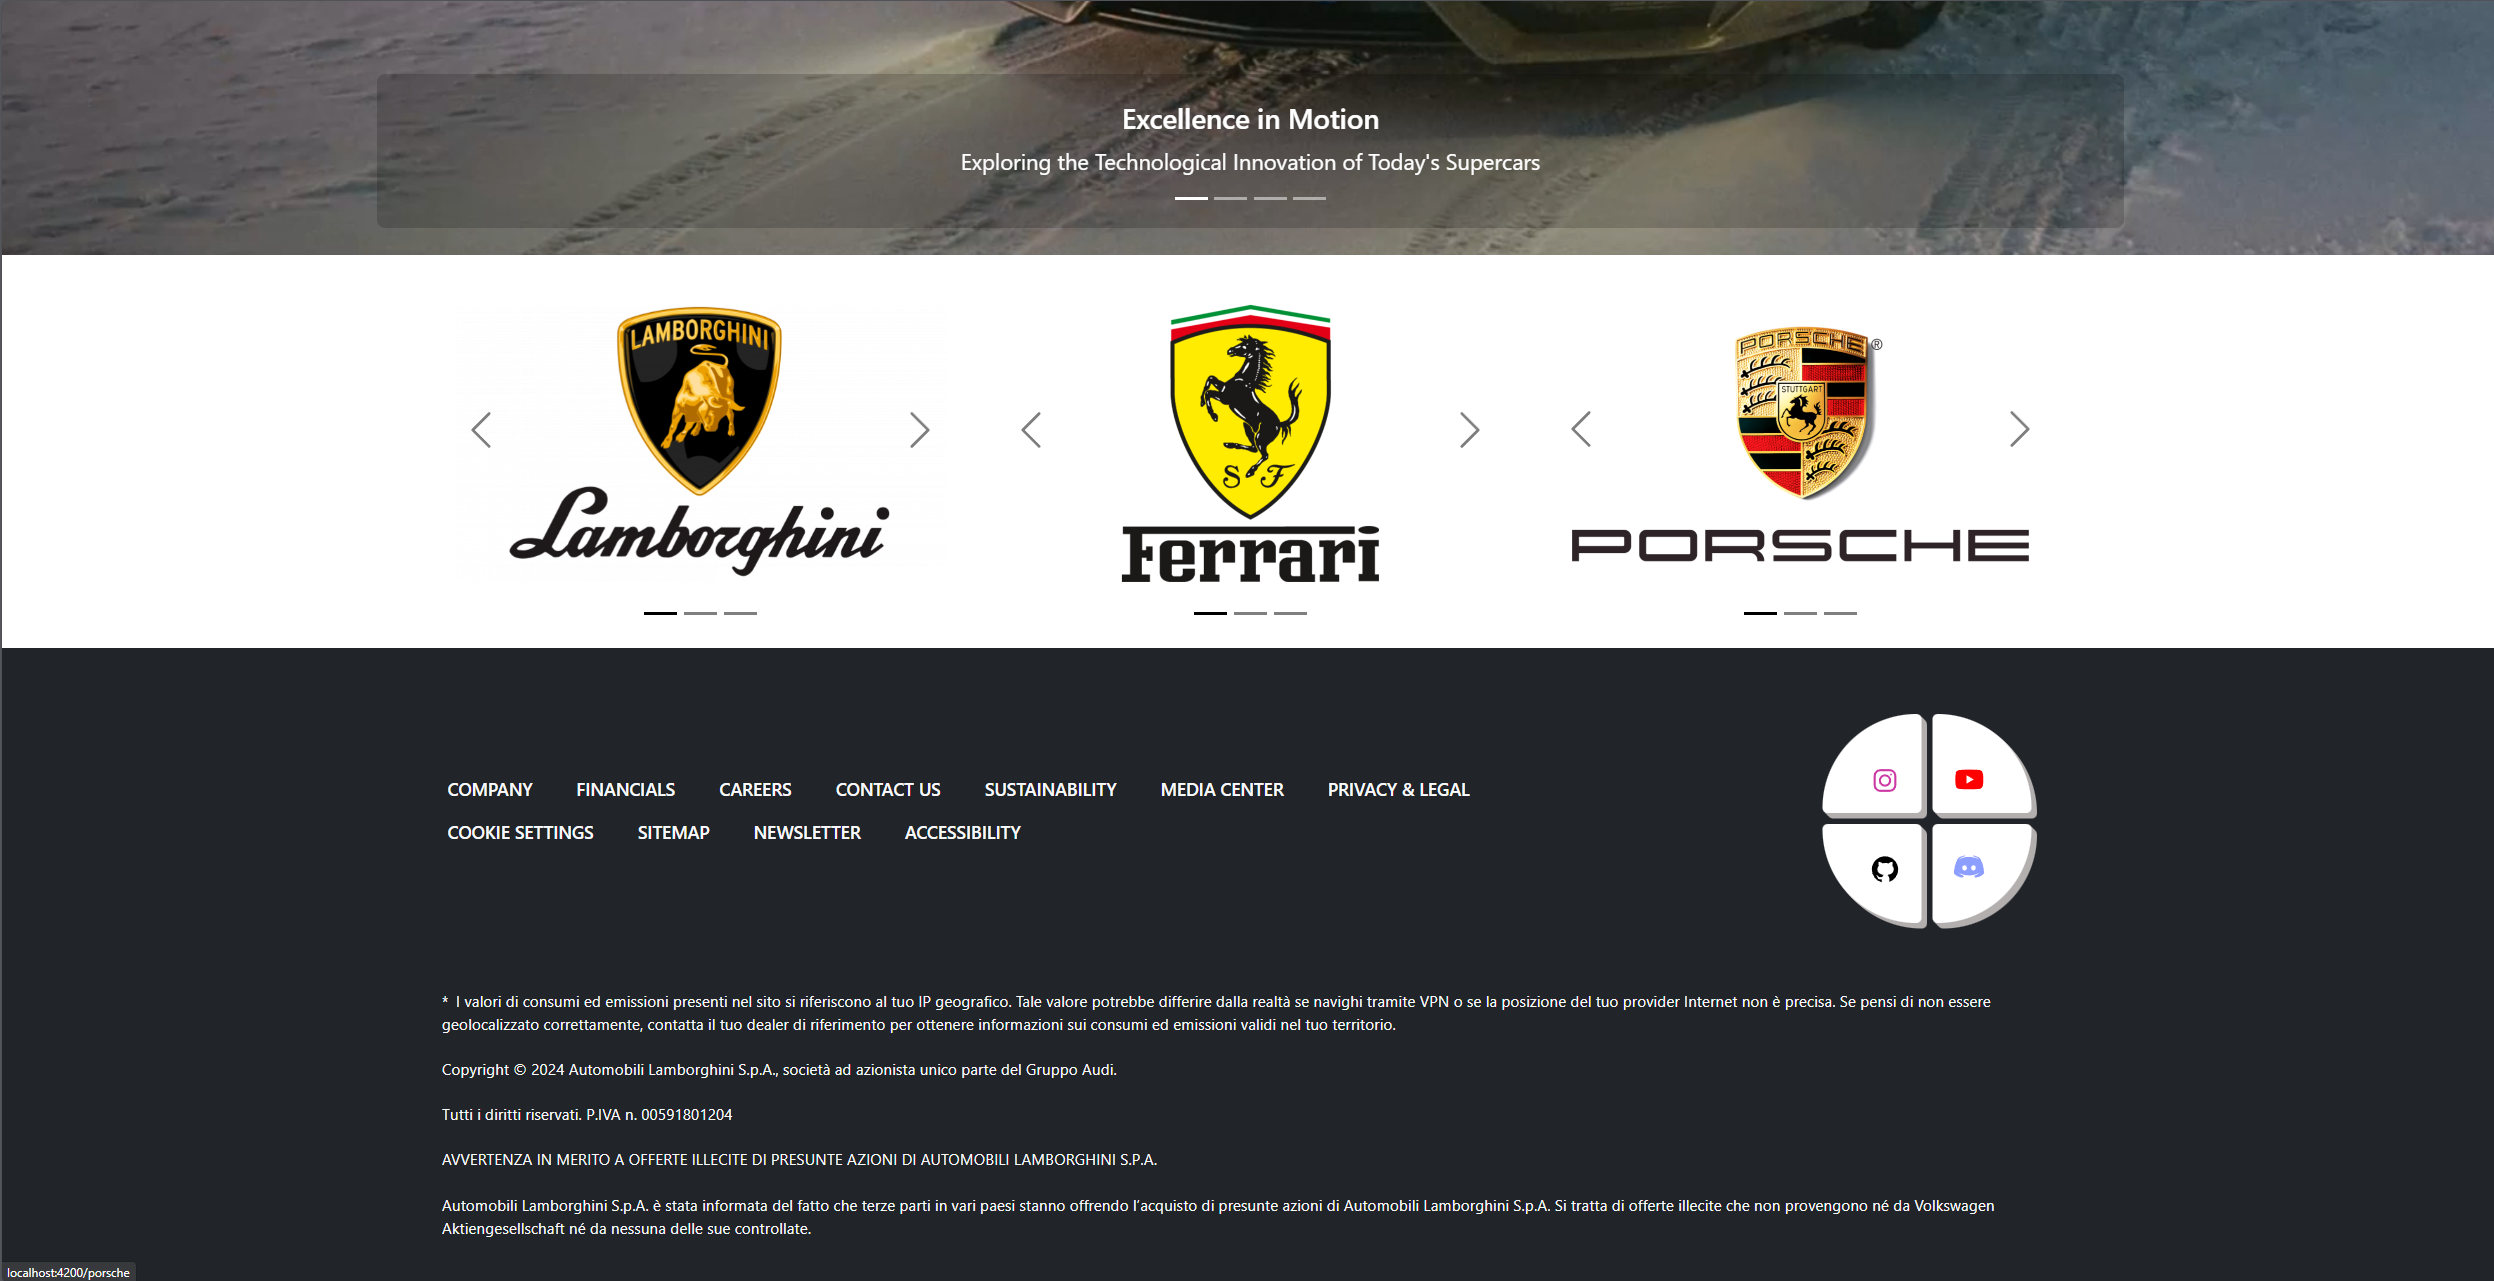 Excellence in Motion
Exploring the Technological Innovation of Today's Supercars
LAMBORGHINI
Lamborghini
S F
Ferrari
PORSCHE ®
STUTTGART
PORSCHE
COMPANY FINANCIALS CAREERS CONTACT US SUSTAINABILITY MEDIA CENTER PRIVACY & LEGAL
COOKIE SETTINGS SITEMAP NEWSLETTER ACCESSIBILITY
* I valori di consumi ed emissioni presenti nel sito si riferiscono al tuo IP geografico. Tale valore potrebbe differire dalla realtà se navighi tramite VPN o se la posizione del tuo provider Internet non è precisa. Se pensi di non essere
geolocalizzato correttamente, contatta il tuo dealer di riferimento per ottenere informazioni sui consumi ed emissioni validi nel tuo territorio.
Copyright © 2024 Automobili Lamborghini S.p.A., società ad azionista unico parte del Gruppo Audi.
Tutti i diritti riservati. P.IVA n. 00591801204
AVVERTENZA IN MERITO A OFFERTE ILLECITE DI PRESUNTE AZIONI DI AUTOMOBILI LAMBORGHINI S.P.A.
Automobili Lamborghini S.p.A. è stata informata del fatto che terze parti in vari paesi stanno offrendo l’acquisto di presunte azioni di Automobili Lamborghini S.p.A. Si tratta di offerte illecite che non provengono né da Volkswagen
Aktiengesellschaft né da nessuna delle sue controllate.
localhost:4200/porsche